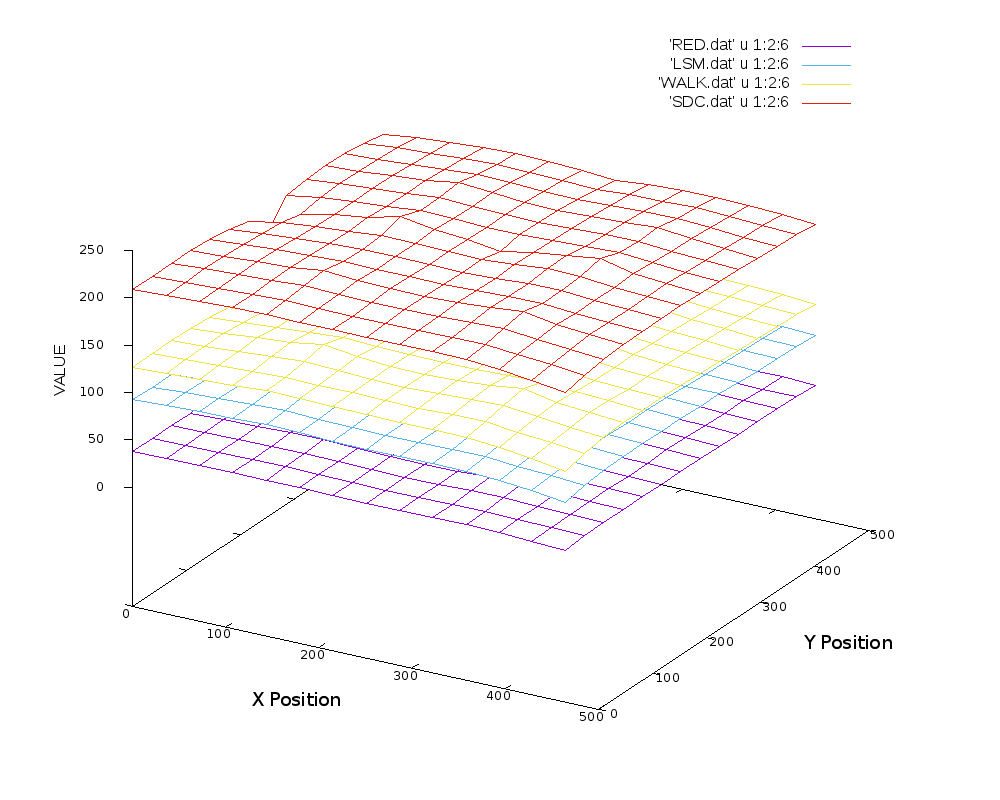 'RED.dat' u 1:2:6
'LSM.dat' u 1:2:6
'WALK.dat' u 1:2:6
'SDC.dat' u 1:2:6
250
200
150
100
50
0
VALUE
0
100
200
300
400
500
X Position
0
100
200
300
400
500
Y Position